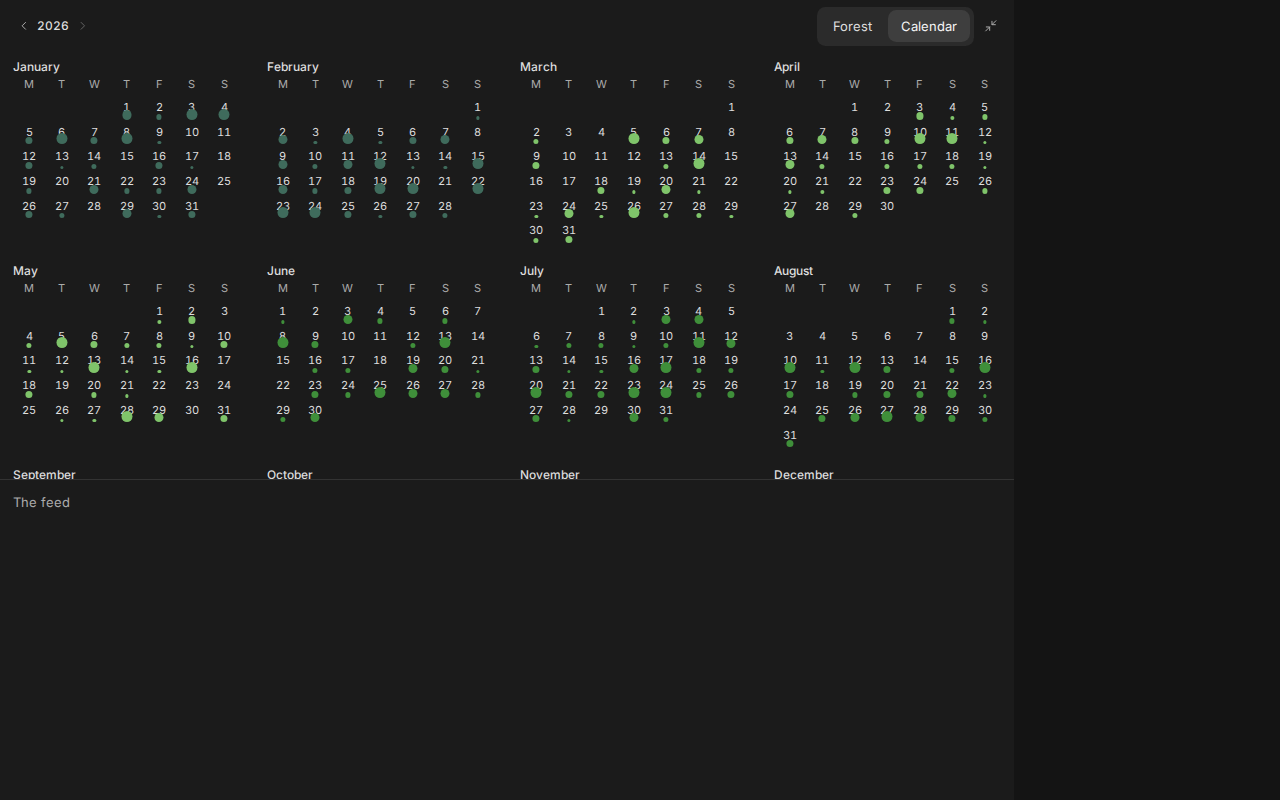 2026
Forest Calendar
January February March April
M T W T F S S M T W T F S S M T W T F S S M T W T F S S
1 2 3 4 1 1 1 2 3 4 5
5 6 7 8 9 10 11 2 3 4 5 6 7 8 2 3 4 5 6 7 8 6 7 8 9 10 11 12
12 13 14 15 16 17 18 9 10 11 12 13 14 15 9 10 11 12 13 14 15 13 14 15 16 17 18 19
19 20 21 22 23 24 25 16 17 18 19 20 21 22 16 17 18 19 20 21 22 20 21 22 23 24 25 26
26 27 28 29 30 31 23 24 25 26 27 28 23 24 25 26 27 28 29 27 28 29 30
30 31
May June July August
M T W T F S S M T W T F S S M T W T F S S M T W T F S S
1 2 3 1 2 3 4 5 6 7 1 2 3 4 5 1 2
4 5 6 7 8 9 10 8 9 10 11 12 13 14 6 7 8 9 10 11 12 3 4 5 6 7 8 9
11 12 13 14 15 16 17 15 16 17 18 19 20 21 13 14 15 16 17 18 19 10 11 12 13 14 15 16
18 19 20 21 22 23 24 22 23 24 25 26 27 28 20 21 22 23 24 25 26 17 18 19 20 21 22 23
25 26 27 28 29 30 31 29 30 27 28 29 30 31 24 25 26 27 28 29 30
31
September October November December
The feed